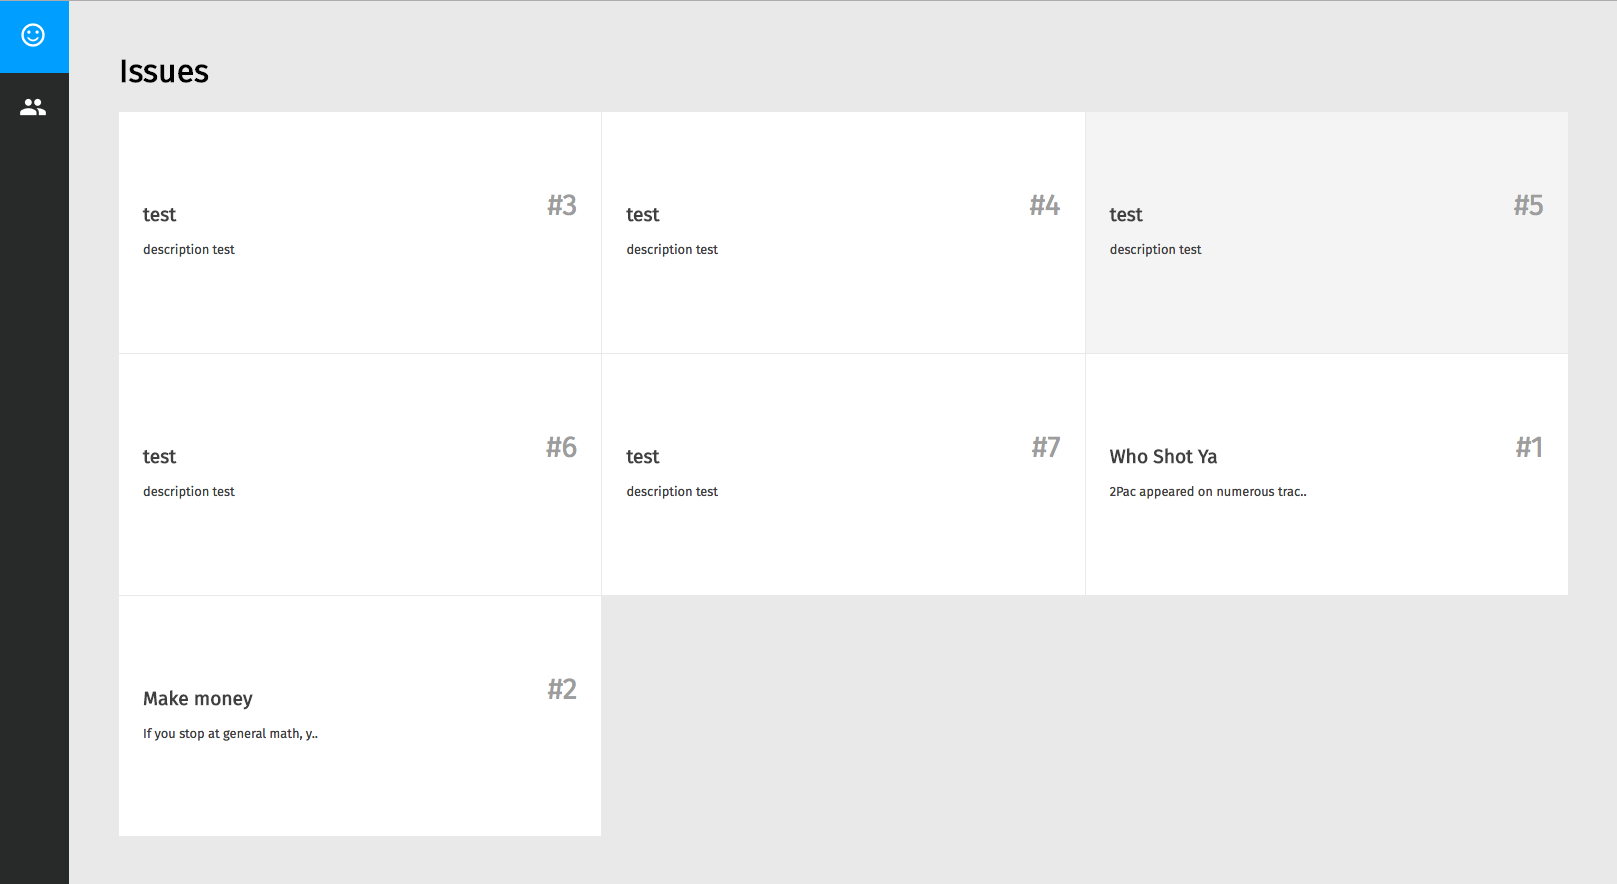 Issues
test
#3
description test
test
#4
description test
test
#5
description test
test
#6
description test
test
#7
description test
Who Shot Ya
#1
2Pac appeared on numerous trac..
Make money
#2
If you stop at general math, y..